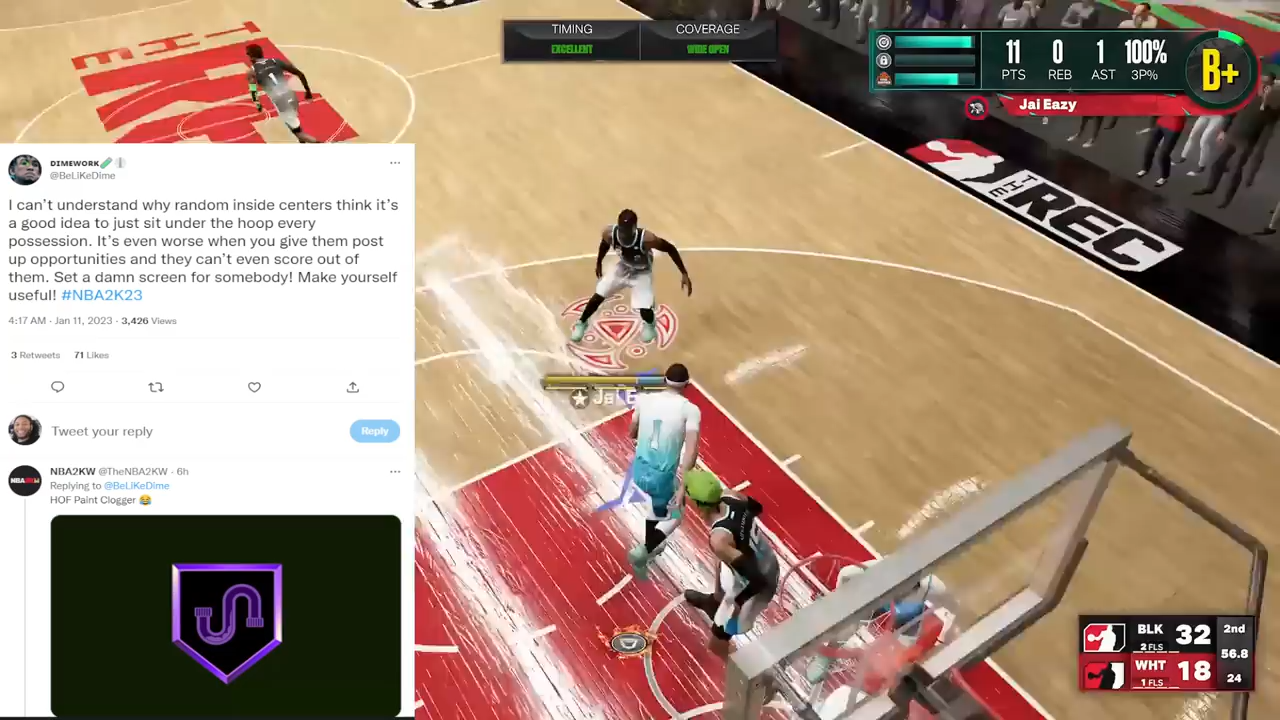 TIMING
COVERAGE
EXCELLENT
WIDE OPEN
11
0
1
100%
PTS
REB
AST
3P%
B+
Jai Eazy
THE REC
THE
DIMEWORK
@BeLiKeDime
I can’t understand why random inside centers think it’s
a good idea to just sit under the hoop every
possession. It’s even worse when you give them post
up opportunities and they can’t even score out of
them. Set a damn screen for somebody! Make yourself
useful! #NBA2K23
4:17 AM · Jan 11, 2023 · 3,426 Views
3 Retweets 71 Likes
Tweet your reply
Reply
NBA2KW @TheNBA2KW · 6h
Replying to @BeLiKeDime
HOF Paint Clogger 😂
1
1
BLK
2 FLS
32
2nd
56.8
WHT
1 FLS
18
24